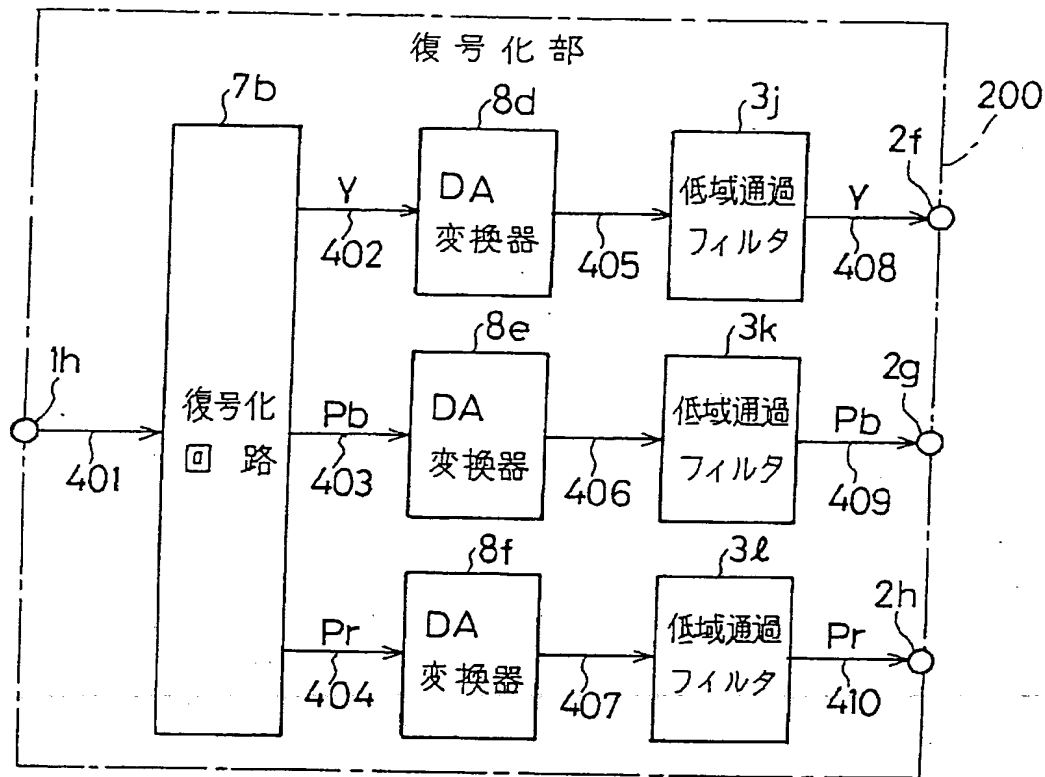 復号化部
7b
8d
3j
200
2f
Y
DA
変換器
低域通過
フィルタ
Y
402
405
408
8e
3k
2g
1h
復号化
回路
Pb
DA
変換器
低域通過
フィルタ
Pb
401
403
406
409
8f
3l
2h
Pr
DA
変換器
低域通過
フィルタ
Pr
404
407
410